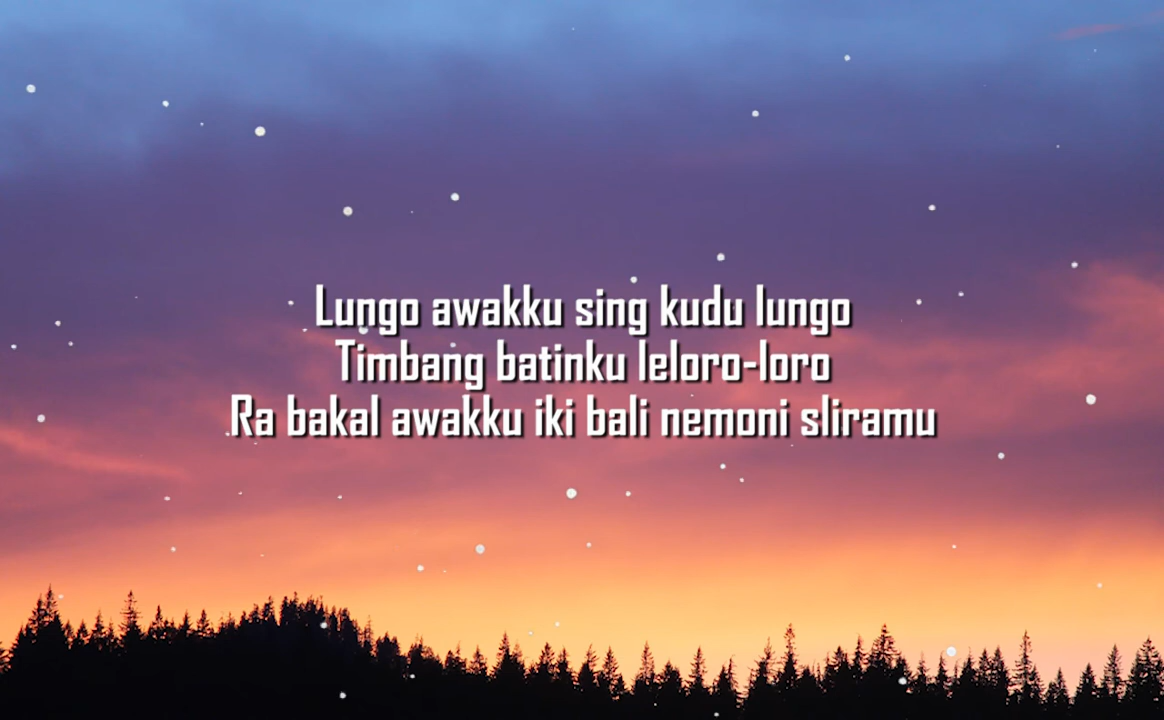 Lungo awakku sing kudu lungo
Timbang batinku leloro-loro
Ra bakal awakku iki bali nemoni sliramu